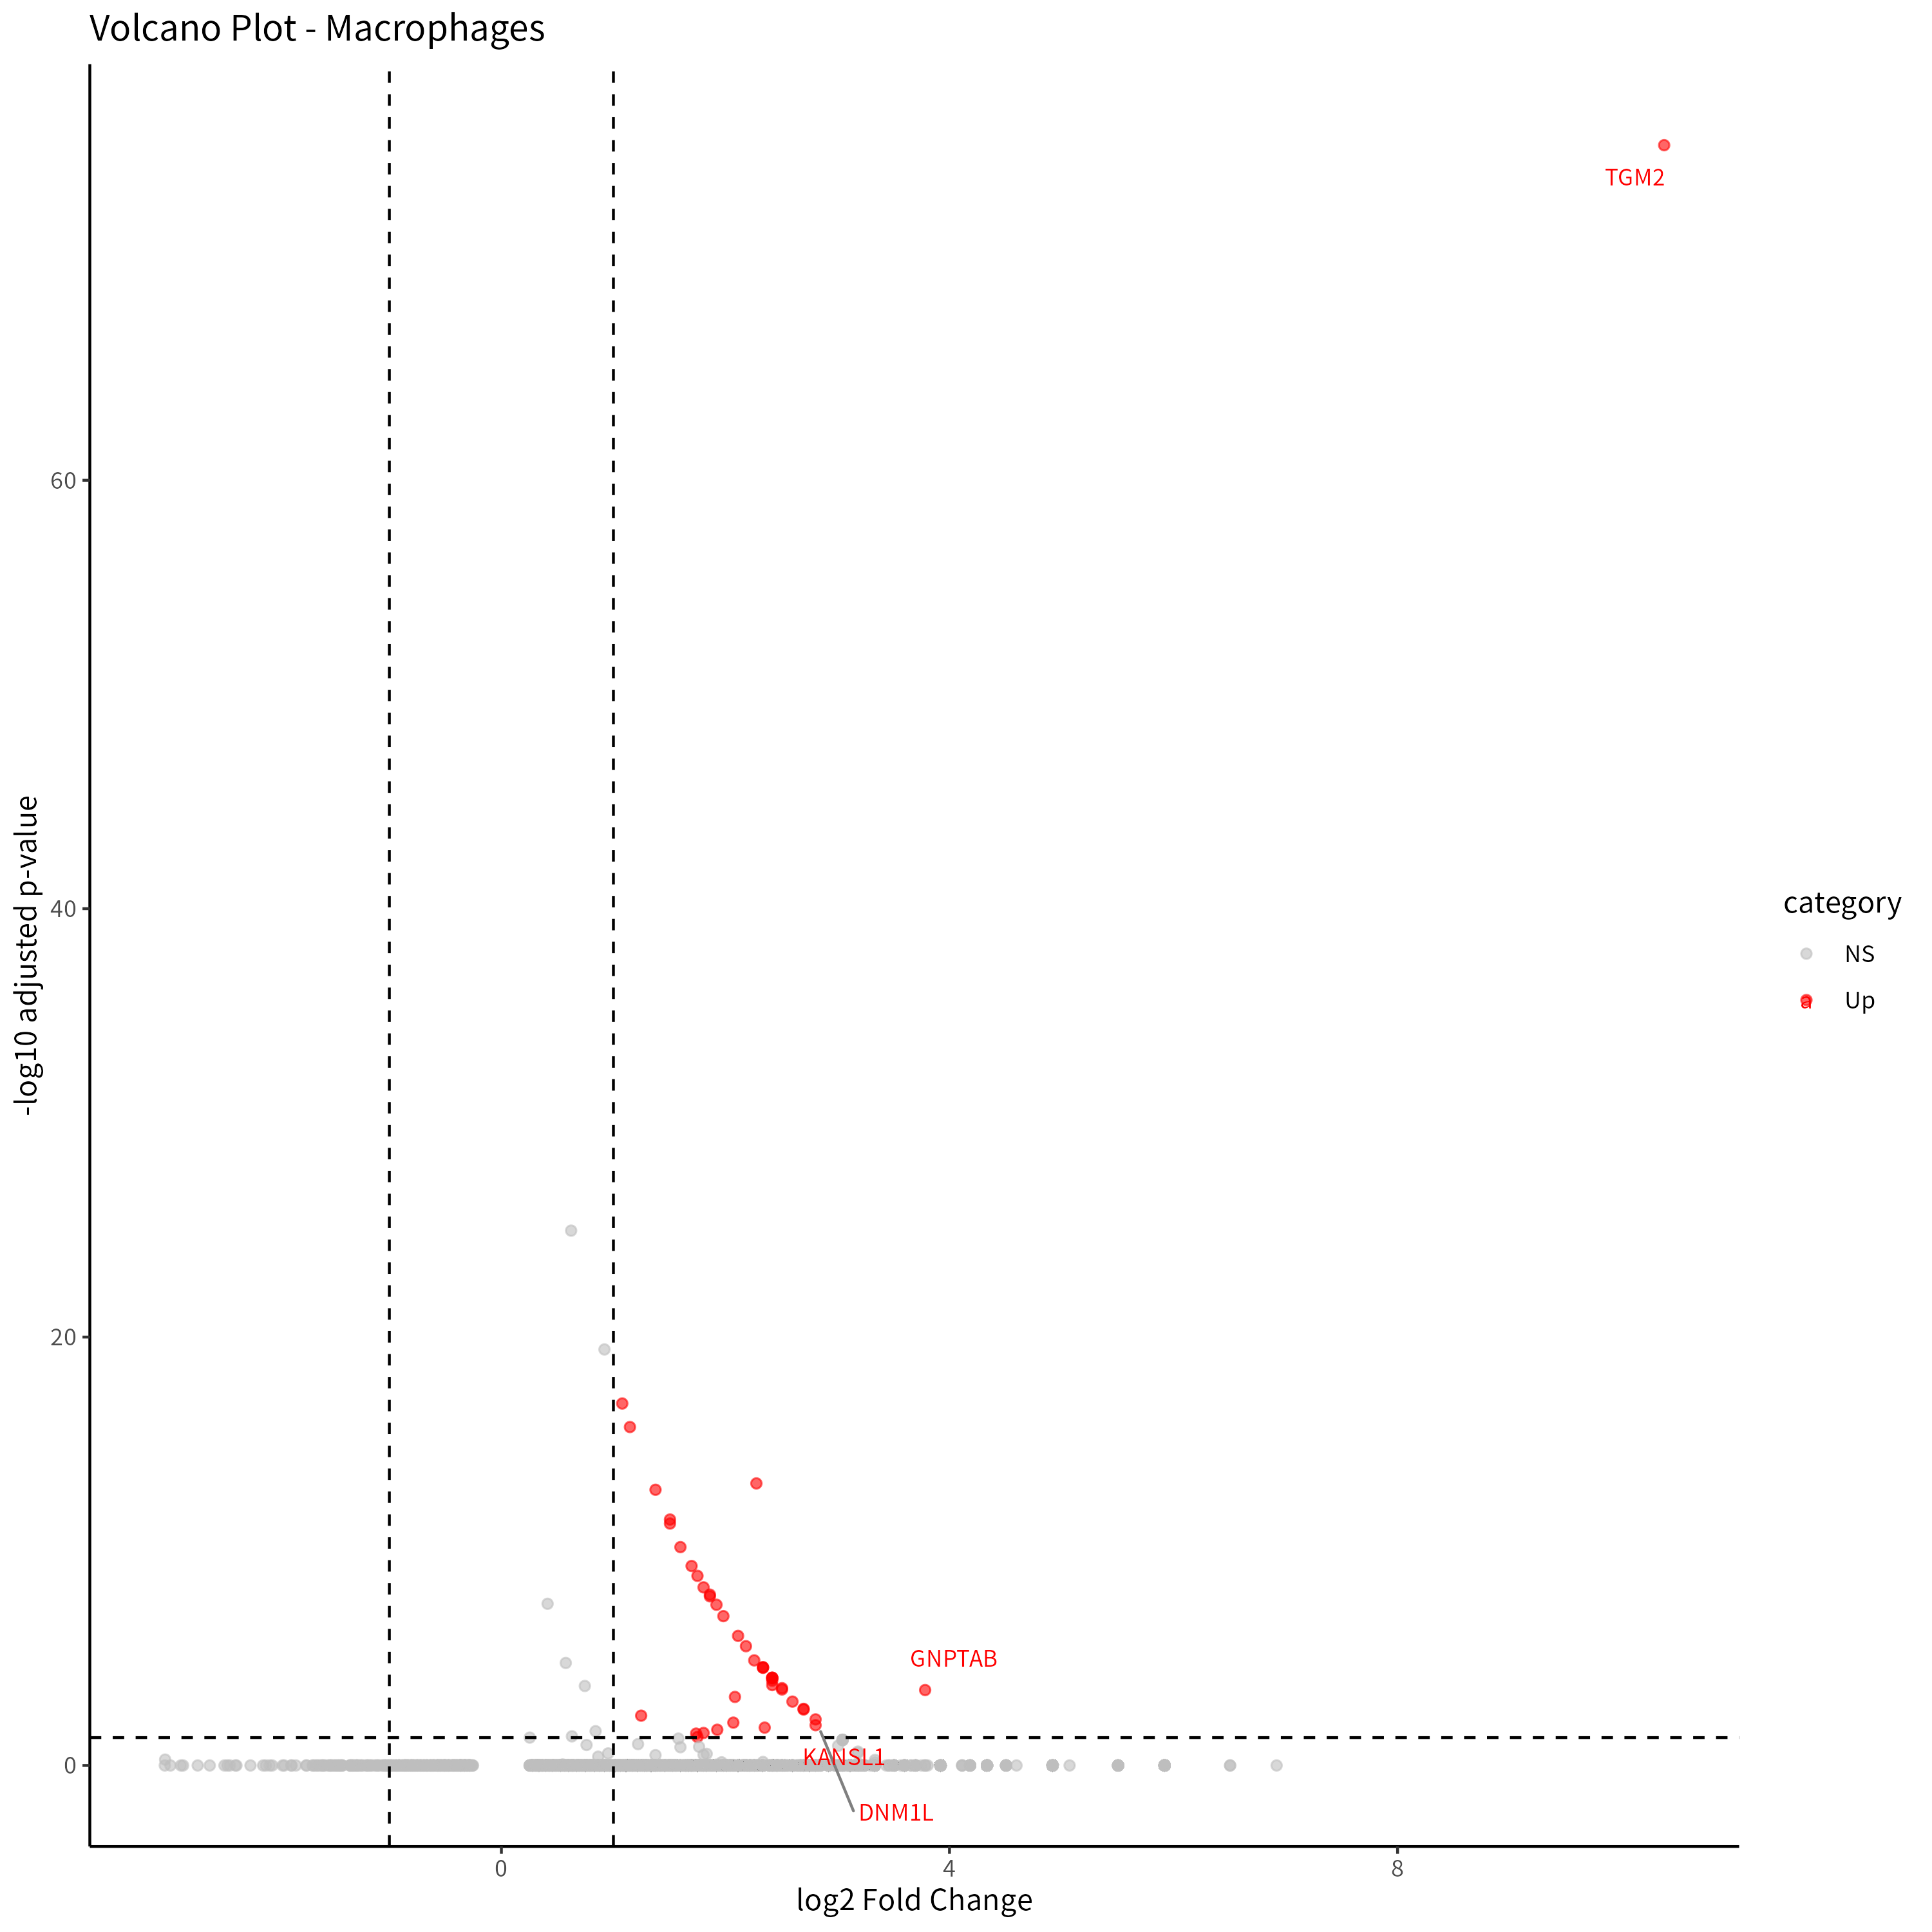 Volcano Plot - Macrophages
TGM2
60
40
20
0
-log10 adjusted p-value
GNPTAB
KANSL1
DNM1L
0
4
8
log2 Fold Change
category
NS
a Up